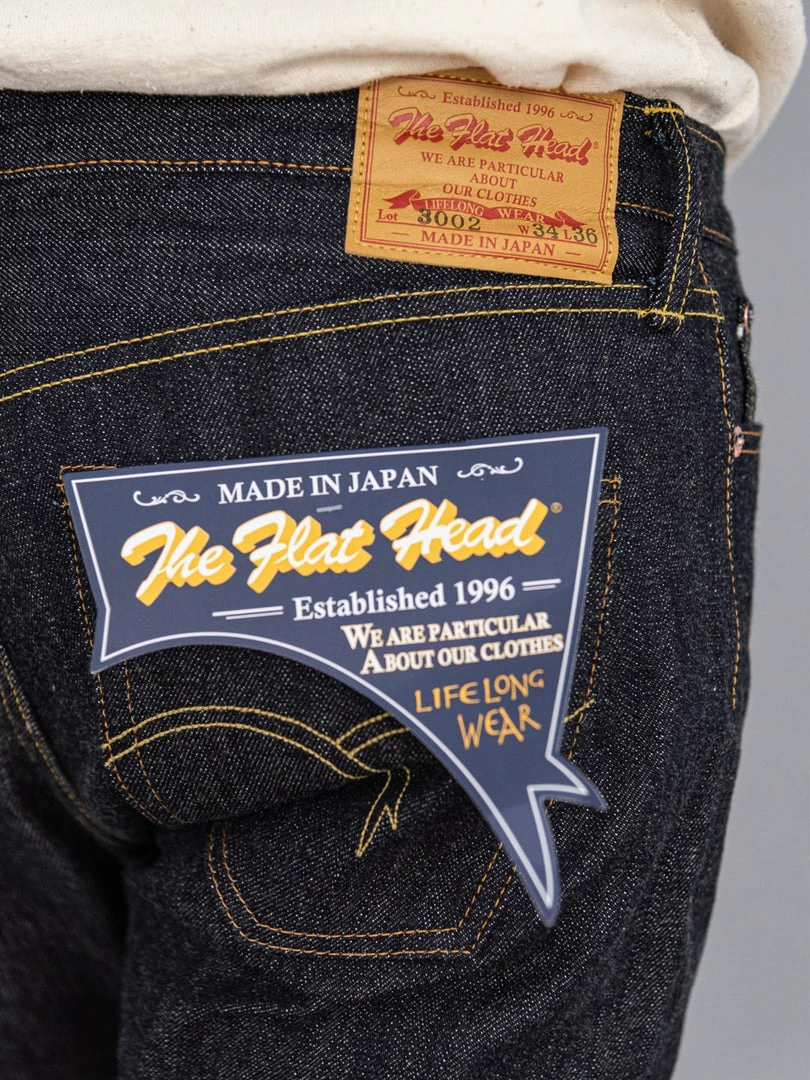 Established 1996
The Flat Head®
WE ARE PARTICULAR
ABOUT
OUR CLOTHES
LIFELONG WEAR
Lot 3002 W34 L36
MADE IN JAPAN
MADE IN JAPAN
The Flat Head®
Established 1996
WE ARE PARTICULAR
ABOUT OUR CLOTHES
LIFE LONG
WEAR